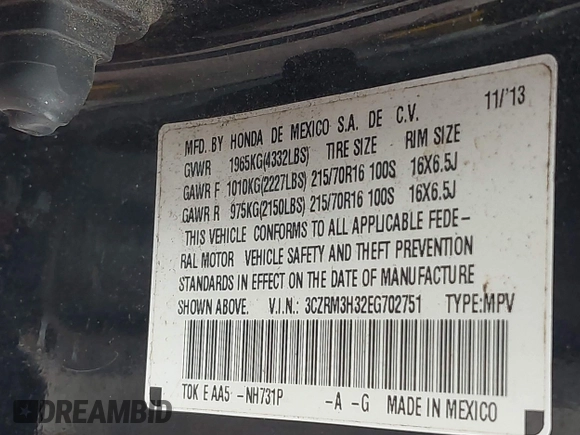 MFD. BY HONDA DE MEXICO S.A. DE C.V. 11/'13
GVWR 1965KG(4332LBS) TIRE SIZE RIM SIZE
GAWR F 1010KG(2227LBS) 215/70R16 100S 16X6.5J
GAWR R 975KG(2150LBS) 215/70R16 100S 16X6.5J
THIS VEHICLE CONFORMS TO ALL APPLICABLE FEDE-
RAL MOTOR VEHICLE SAFETY AND THEFT PREVENTION
STANDARDS IN EFFECT ON THE DATE OF MANUFACTURE
SHOWN ABOVE. V.I.N.: 3CZRM3H32EG702751 TYPE:MPV
TOK E AA5 -NH731P -A -G MADE IN MEXICO
DREAMBID